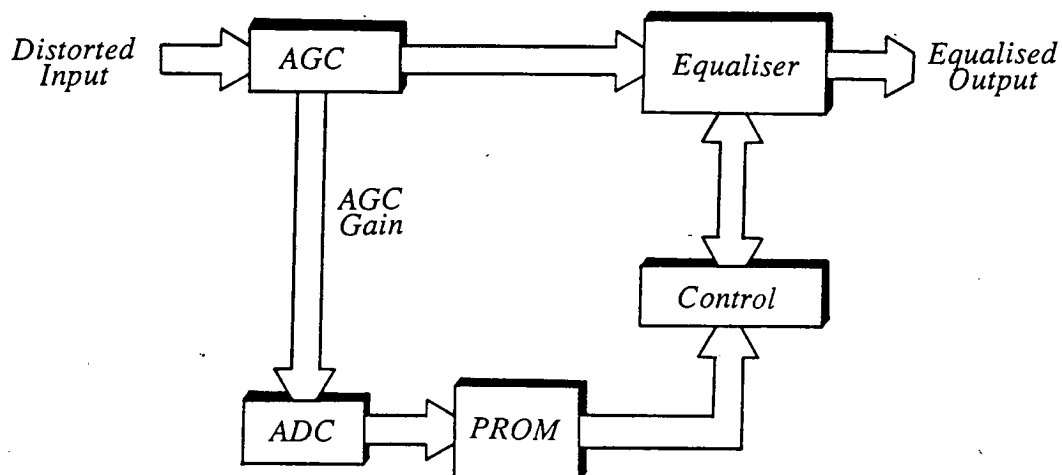 Distorted
Input
AGC
Equaliser
Equalised
Output
AGC
Gain
Control
ADC
PROM